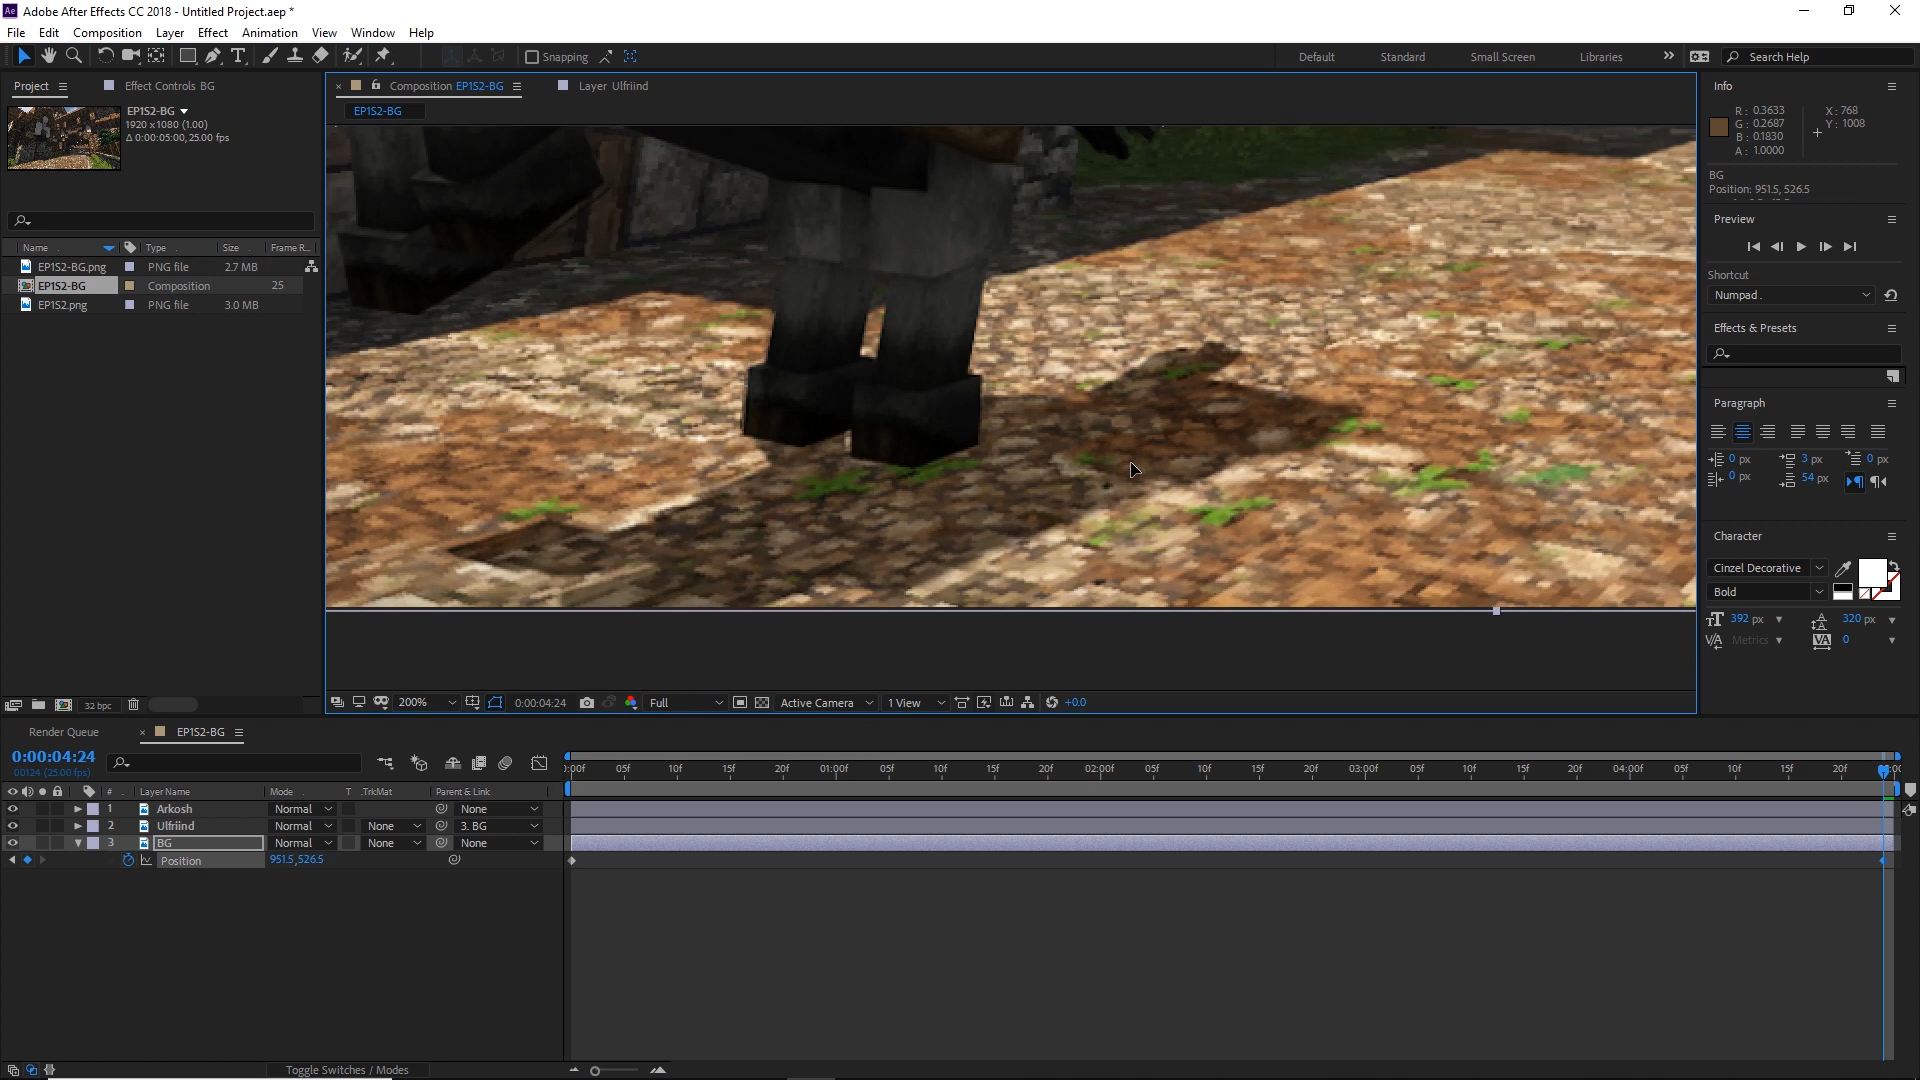 Adobe After Effects CC 2018 - Untitled Project.aep *
File Edit Composition Layer Effect Animation View Window Help
Snapping Default Standard Small Screen Libraries Search Help
Project Effect Controls BG
EP1S2-BG
1920 x1080 (1.00)
Δ 0:00:05:00, 25.00 fps
Name Type Size Frame R...
EP1S2-BG.png PNG file 2.7 MB
EP1S2-BG Composition 25
EP1S2.png PNG file 3.0 MB
32 bpc
Composition EP1S2-BG Layer Ulfriind
EP1S2-BG
200% 0:00:04:24 Full Active Camera 1 View +0.0
Info
R: 0.3633 X: 768
G: 0.2687 Y: 1008
B: 0.1830
A: 1.0000
BG
Position: 951.5, 526.5
Preview
Shortcut
Numpad .
Effects & Presets
Paragraph
0 px 3 px 0 px
0 px 54 px
Character
Cinzel Decorative
Bold
392 px 320 px
Metrics 0
Render Queue EP1S2-BG
0:00:04:24
00124 (25.00 fps)
05f 10f 15f 20f 01:00f 05f 10f 15f 20f 02:00f 05f 10f 15f 20f 03:00f 05f 10f 15f 20f 04:00f 05f 10f 15f 20f
# Layer Name Mode T .TrkMat Parent & Link
1 Arkosh Normal None
2 Ulfriind Normal None 3. BG
3 BG Normal None None
Position 951.5,526.5
Toggle Switches / Modes